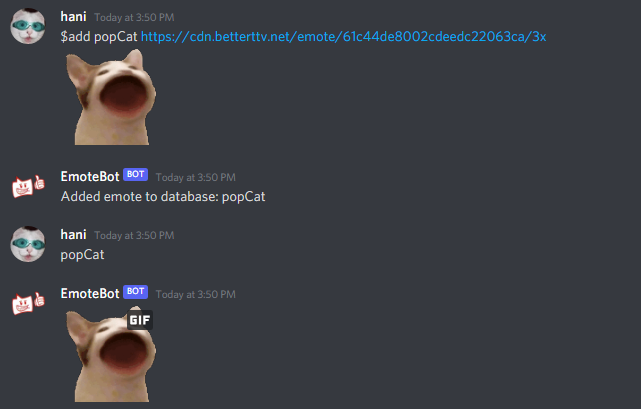 hani Today at 3:50 PM
$add popCat https://cdn.betterttv.net/emote/61c44de8002cdeedc22063ca/3x
EmoteBot BOT Today at 3:50 PM
Added emote to database: popCat
hani Today at 3:50 PM
popCat
EmoteBot BOT Today at 3:50 PM
GIF